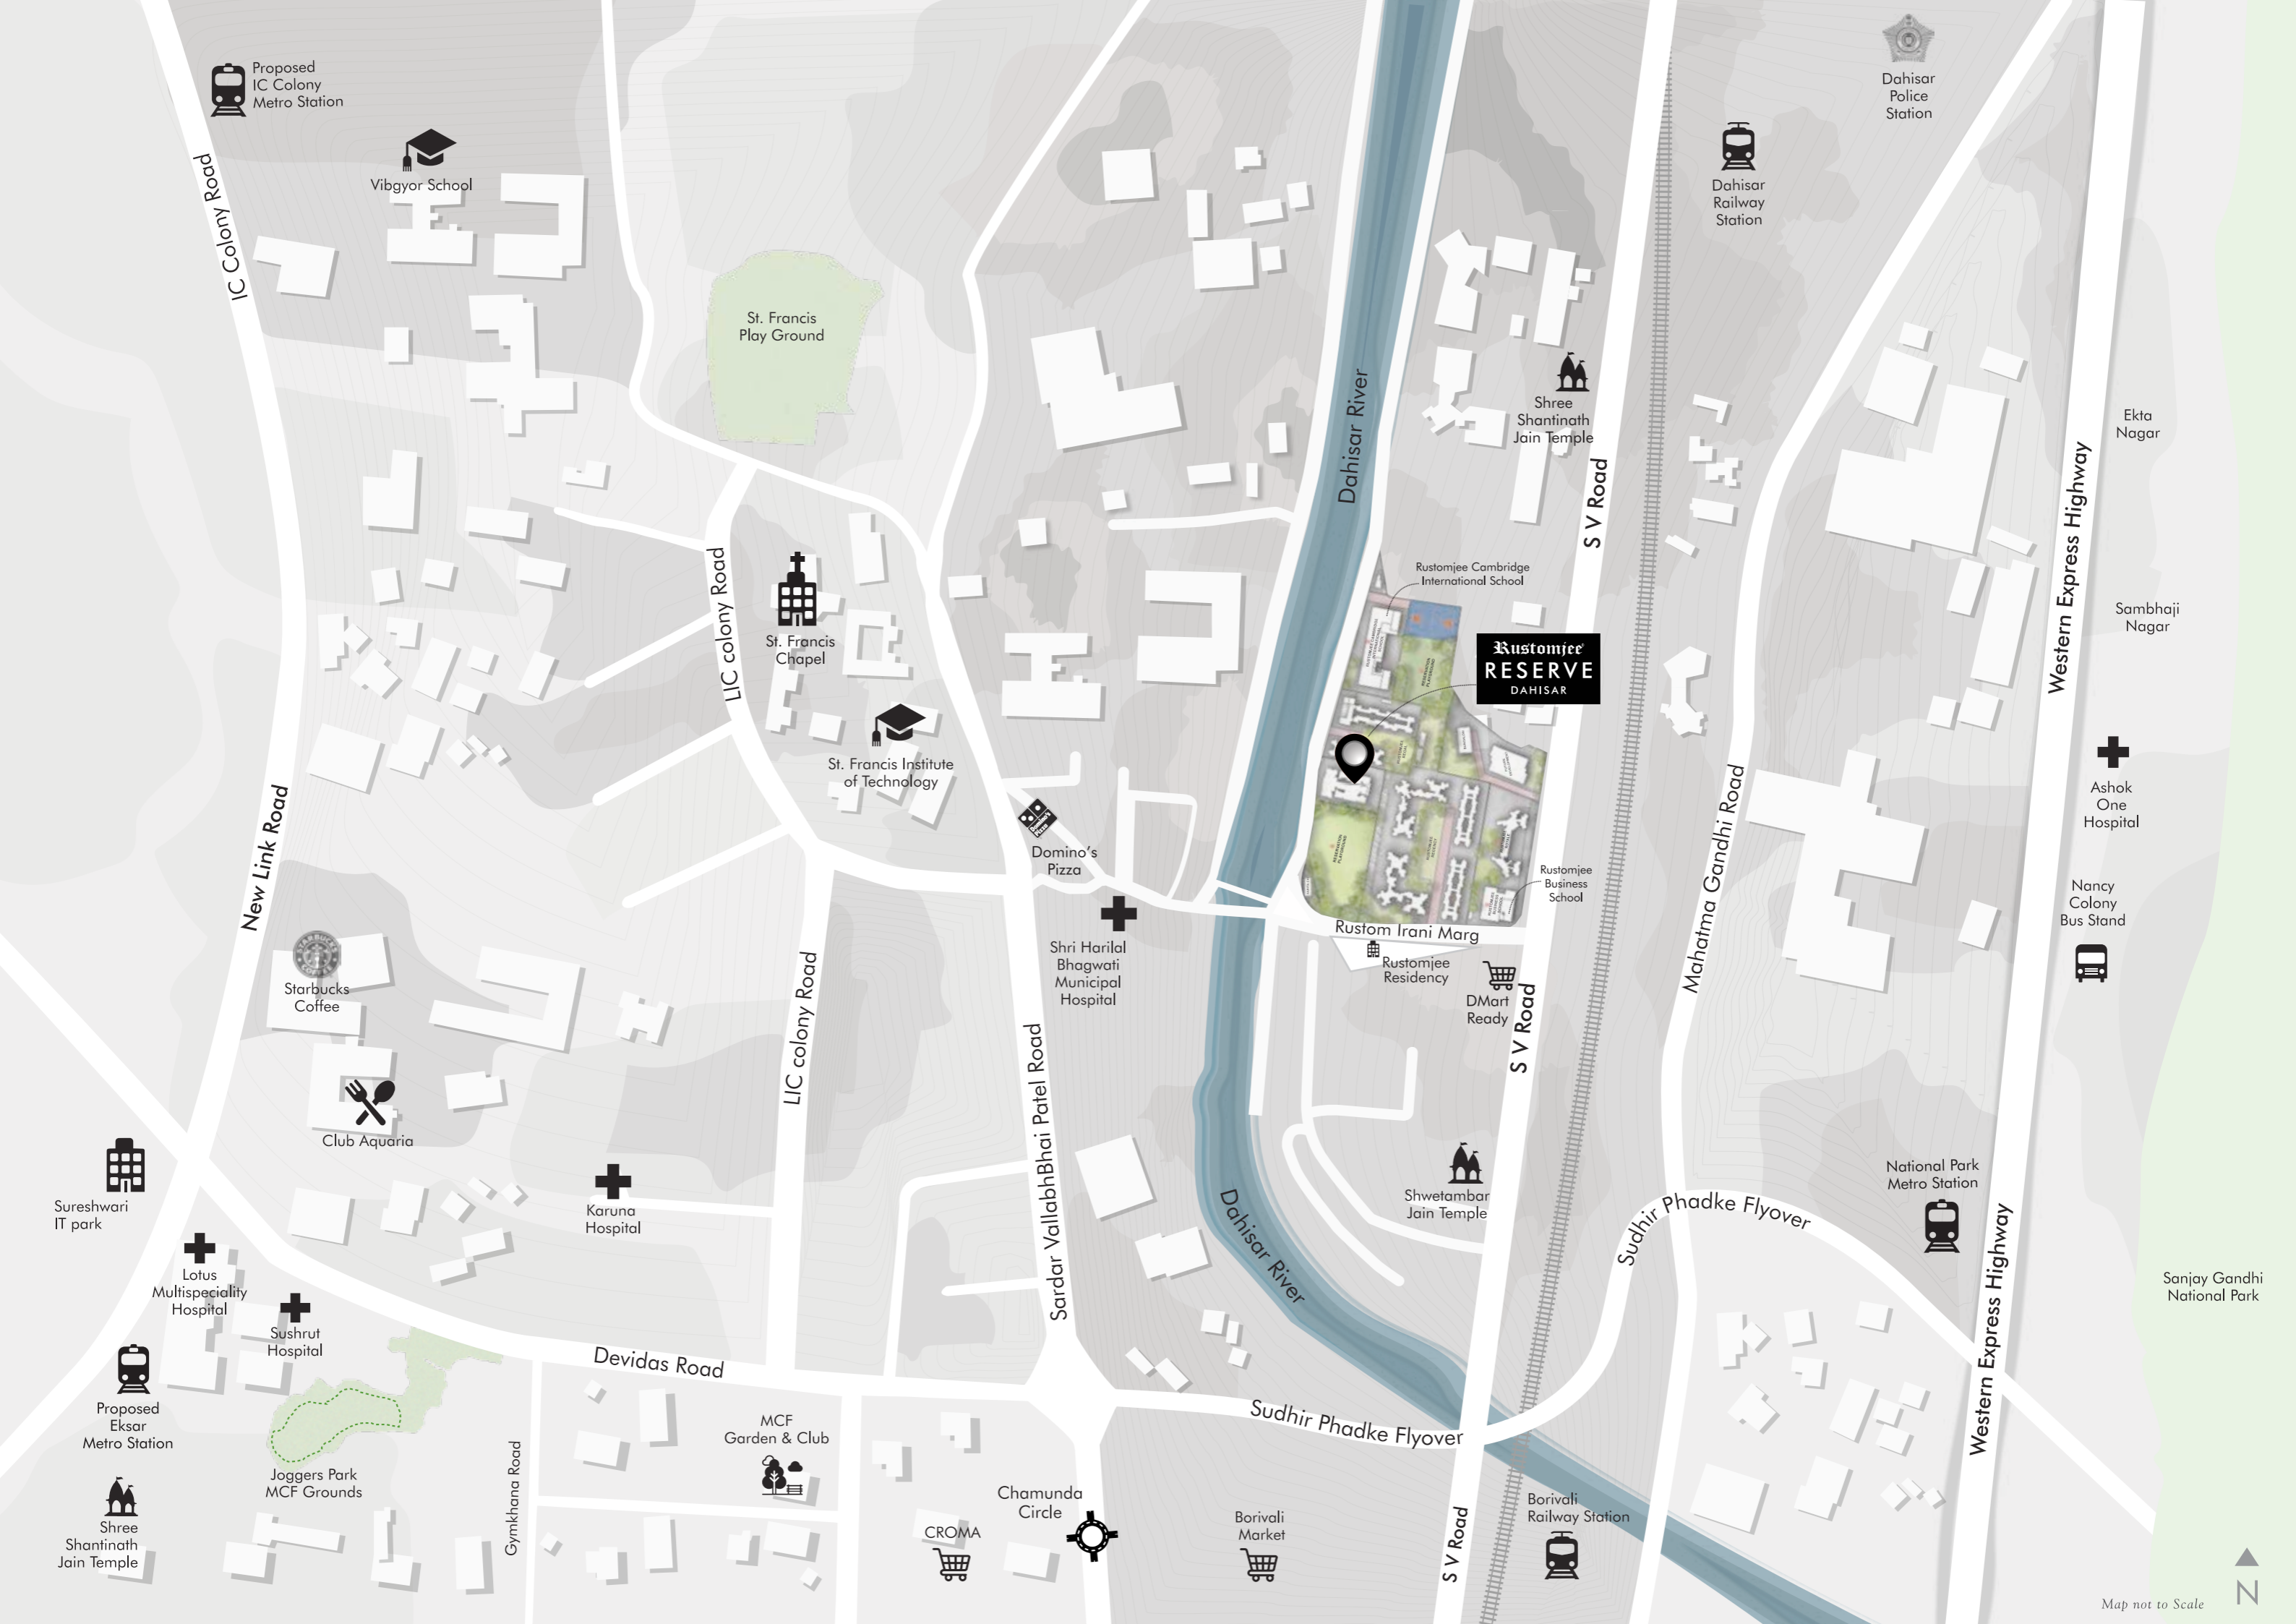 Proposed
IC Colony
Metro Station
Dahisar
Police
Station
Vibgyor School
IC Colony Road
Dahisar
Railway
Station
St. Francis
Play Ground
Dahisar River
Shree
Shantinath
Jain Temple
S V Road
Ekta
Nagar
Western Express Highway
Sambhaji
Nagar
LIC colony Road
St. Francis
Chapel
Rustomjee Cambridge
International School
Rustomjee
RESERVE
DAHISAR
St. Francis Institute
of Technology
New Link Road
Domino's
Pizza
Mahatma Gandhi Road
Ashok
One
Hospital
Rustomjee
Business
School
Nancy
Colony
Bus Stand
Rustom Irani Marg
Rustomjee
Residency
Shri Harilal
Bhagwati
Municipal
Hospital
STARBUCKS
COFFEE
Starbucks
Coffee
DMart
Ready
S V Road
LIC colony Road
Sardar VallabhBhai Patel Road
Club Aquaria
Sureshwari
IT park
Karuna
Hospital
Shwetambar
Jain Temple
National Park
Metro Station
Sudhir Phadke Flyover
Dahisar River
Western Express Highway
Sanjay Gandhi
National Park
Lotus
Multispeciality
Hospital
Sushrut
Hospital
Devidas Road
Proposed
Eksar
Metro Station
Sudhir Phadke Flyover
MCF
Garden & Club
Joggers Park
MCF Grounds
Gymkhana Road
Shree
Shantinath
Jain Temple
Chamunda
Circle
CROMA
Borivali
Market
S V Road
Borivali
Railway Station
Map not to Scale
N